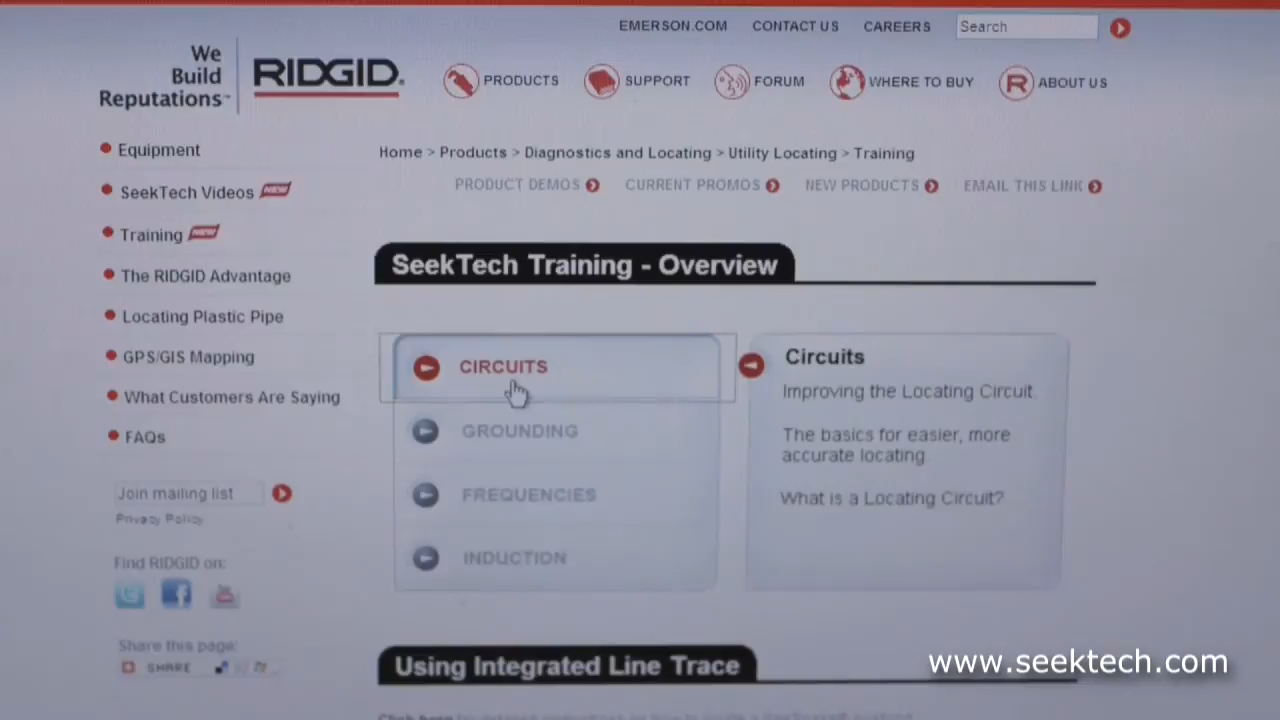 EMERSON.COM CONTACT US CAREERS Search
We
Build
Reputations™
RIDGID®
PRODUCTS SUPPORT FORUM WHERE TO BUY R ABOUT US
Equipment
SeekTech Videos NEW
Training NEW
The RIDGID Advantage
Locating Plastic Pipe
GPS/GIS Mapping
What Customers Are Saying
FAQs
Join mailing list
Privacy Policy
Find RIDGID on:
Share this page:
SHARE
Home > Products > Diagnostics and Locating > Utility Locating > Training
PRODUCT DEMOS CURRENT PROMOS NEW PRODUCTS EMAIL THIS LINK
SeekTech Training - Overview
CIRCUITS
GROUNDING
FREQUENCIES
INDUCTION
Circuits
Improving the Locating Circuit.
The basics for easier, more
accurate locating.
What is a Locating Circuit?
Using Integrated Line Trace
Click here
www.seektech.com